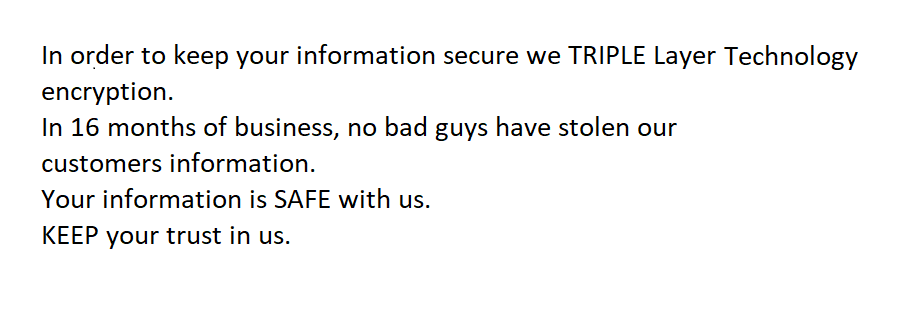 In order to keep your information secure we TRIPLE Layer Technology
encryption.
In 16 months of business, no bad guys have stolen our
customers information.
Your information is SAFE with us.
KEEP your trust in us.